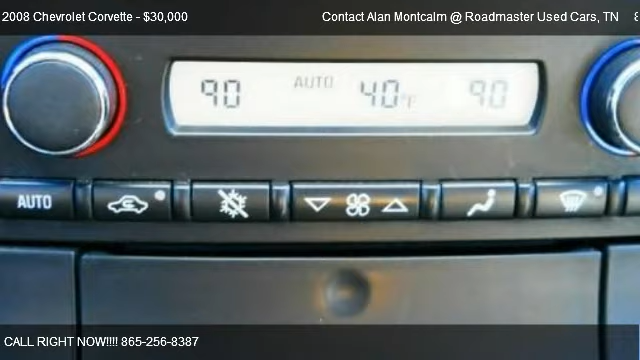 2008 Chevrolet Corvette - $30,000 Contact Alan Montcalm @ Roadmaster Used Cars, TN
90 AUTO 40°F 90
AUTO
CALL RIGHT NOW!!!! 865-256-8387